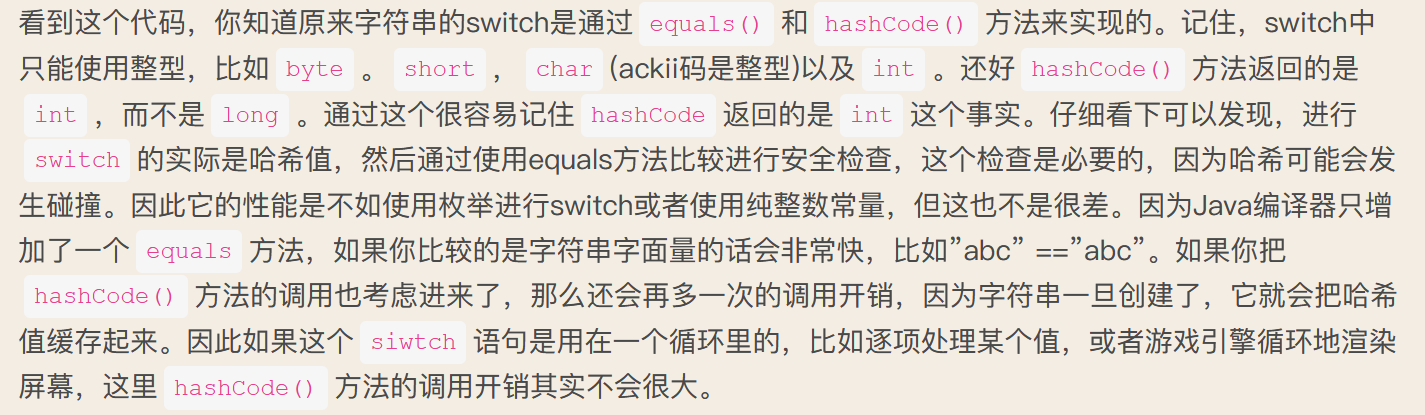 看到这个代码，你知道原来字符串的switch是通过 equals() 和 hashCode() 方法来实现的。记住，switch中
只能使用整型，比如 byte 。 short ， char (ackii码是整型)以及 int 。还好 hashCode() 方法返回的是
int ，而不是 long 。通过这个很容易记住 hashCode 返回的是 int 这个事实。仔细看下可以发现，进行
switch 的实际是哈希值，然后通过使用equals方法比较进行安全检查，这个检查是必要的，因为哈希可能会发
生碰撞。因此它的性能是不如使用枚举进行switch或者使用纯整数常量，但这也不是很差。因为Java编译器只增
加了一个 equals 方法，如果你比较的是字符串字面量的话会非常快，比如”abc” ==”abc”。如果你把
hashCode() 方法的调用也考虑进来了，那么还会再多一次的调用开销，因为字符串一旦创建了，它就会把哈希
值缓存起来。因此如果这个 siwtch 语句是用在一个循环里的，比如逐项处理某个值，或者游戏引擎循环地渲染
屏幕，这里 hashCode() 方法的调用开销其实不会很大。